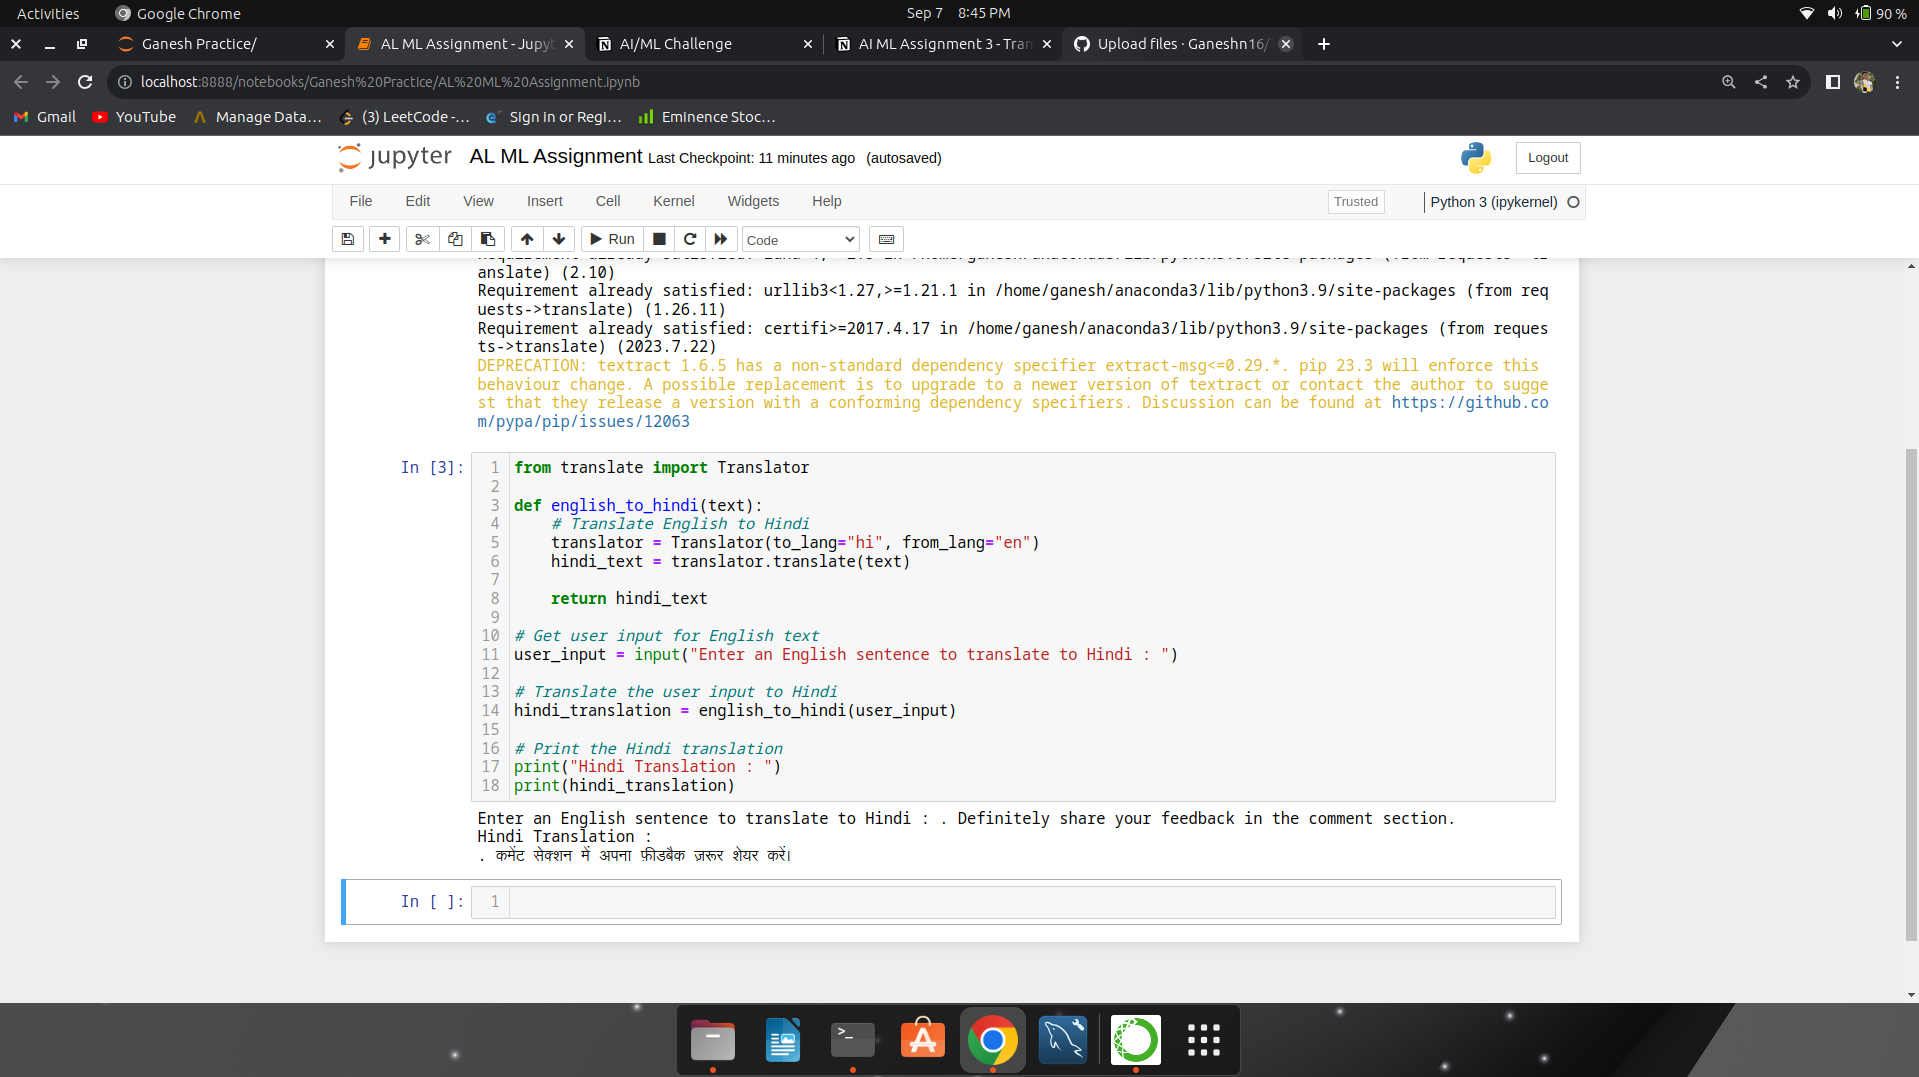 Activities
Google Chrome
Sep 7 8:45 PM
90 %
Ganesh Practice/
AL ML Assignment - Jupyt
AI/ML Challenge
AI ML Assignment 3 - Tran
Upload files · Ganeshn16/
localhost:8888/notebooks/Ganesh%20Practice/AL%20ML%20Assignment.ipynb
Gmail
YouTube
Manage Data...
(3) LeetCode -...
Sign In or Regi...
Eminence Stoc...
jupyter
AL ML Assignment Last Checkpoint: 11 minutes ago (autosaved)
Logout
File Edit View Insert Cell Kernel Widgets Help
Trusted
Python 3 (ipykernel)
Run
Code
anslate) (2.10)
Requirement already satisfied: urllib3<1.27,>=1.21.1 in /home/ganesh/anaconda3/lib/python3.9/site-packages (from req
uests->translate) (1.26.11)
Requirement already satisfied: certifi>=2017.4.17 in /home/ganesh/anaconda3/lib/python3.9/site-packages (from reques
ts->translate) (2023.7.22)
DEPRECATION: textract 1.6.5 has a non-standard dependency specifier extract-msg<=0.29.*. pip 23.3 will enforce this
behaviour change. A possible replacement is to upgrade to a newer version of textract or contact the author to sugge
st that they release a version with a conforming dependency specifiers. Discussion can be found at https://github.co
m/pypa/pip/issues/12063
In [3]:
1 from translate import Translator
2
3 def english_to_hindi(text):
4     # Translate English to Hindi
5     translator = Translator(to_lang="hi", from_lang="en")
6     hindi_text = translator.translate(text)
7
8     return hindi_text
9
10 # Get user input for English text
11 user_input = input("Enter an English sentence to translate to Hindi : ")
12
13 # Translate the user input to Hindi
14 hindi_translation = english_to_hindi(user_input)
15
16 # Print the Hindi translation
17 print("Hindi Translation : ")
18 print(hindi_translation)
Enter an English sentence to translate to Hindi : . Definitely share your feedback in the comment section.
Hindi Translation :
. कमेंट सेक्शन में अपना फ़ीडबैक ज़रूर शेयर करें।
In [ ]: 1